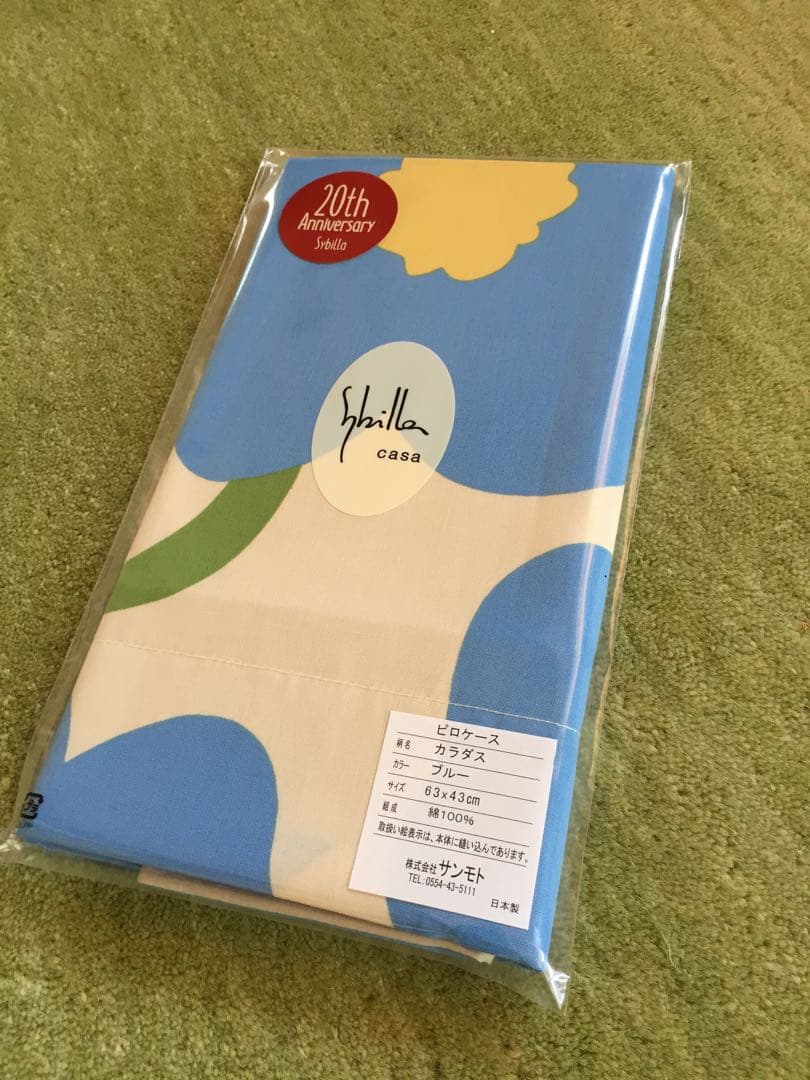 20th
Anniversary
Sybilla
Sybilla
casa
ピロケース
柄名 カラダス
カラー ブルー
サイズ 63×43cm
組成 綿100%
取扱い絵表示は、本体に縫い込んであります。
株式会社サンモト
TEL:0554-43-5111
日本製
プラ